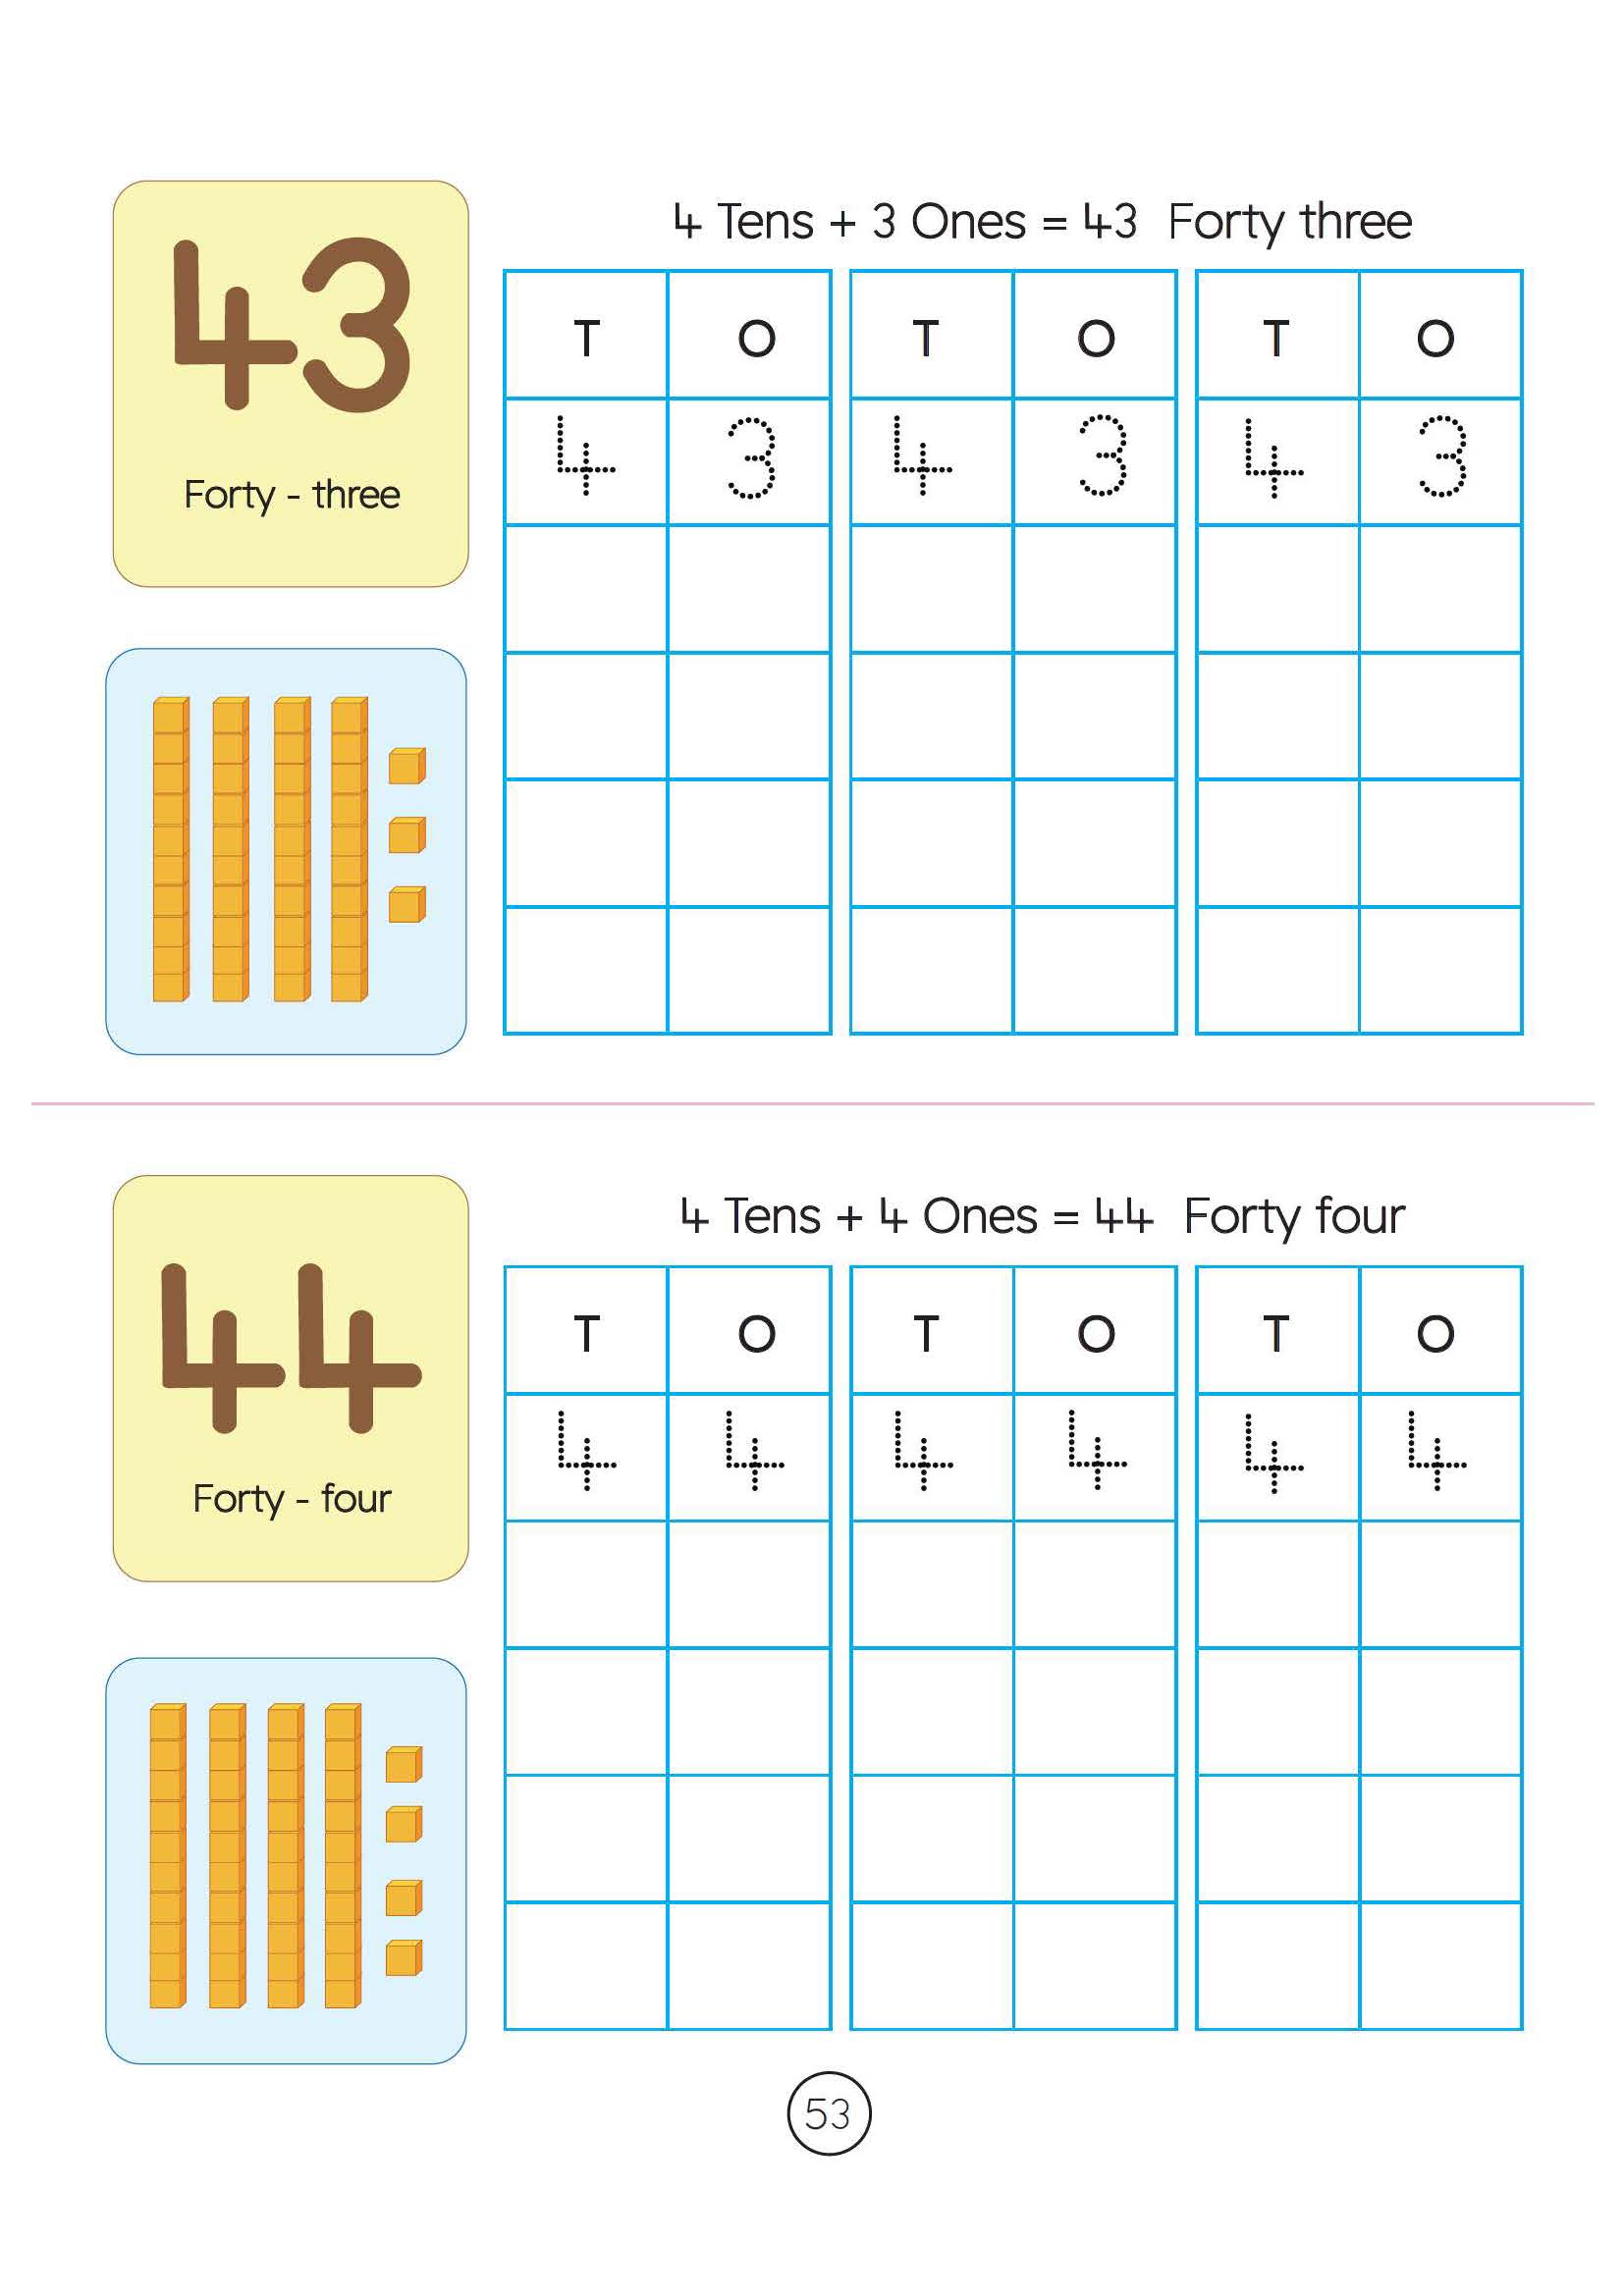 43
Forty - three
4 Tens + 3 Ones = 43 Forty three
T O T O T O
4 3 4 3 4 3
44
Forty - four
4 Tens + 4 Ones = 44 Forty four
T O T O T O
4 4 4 4 4 4
53